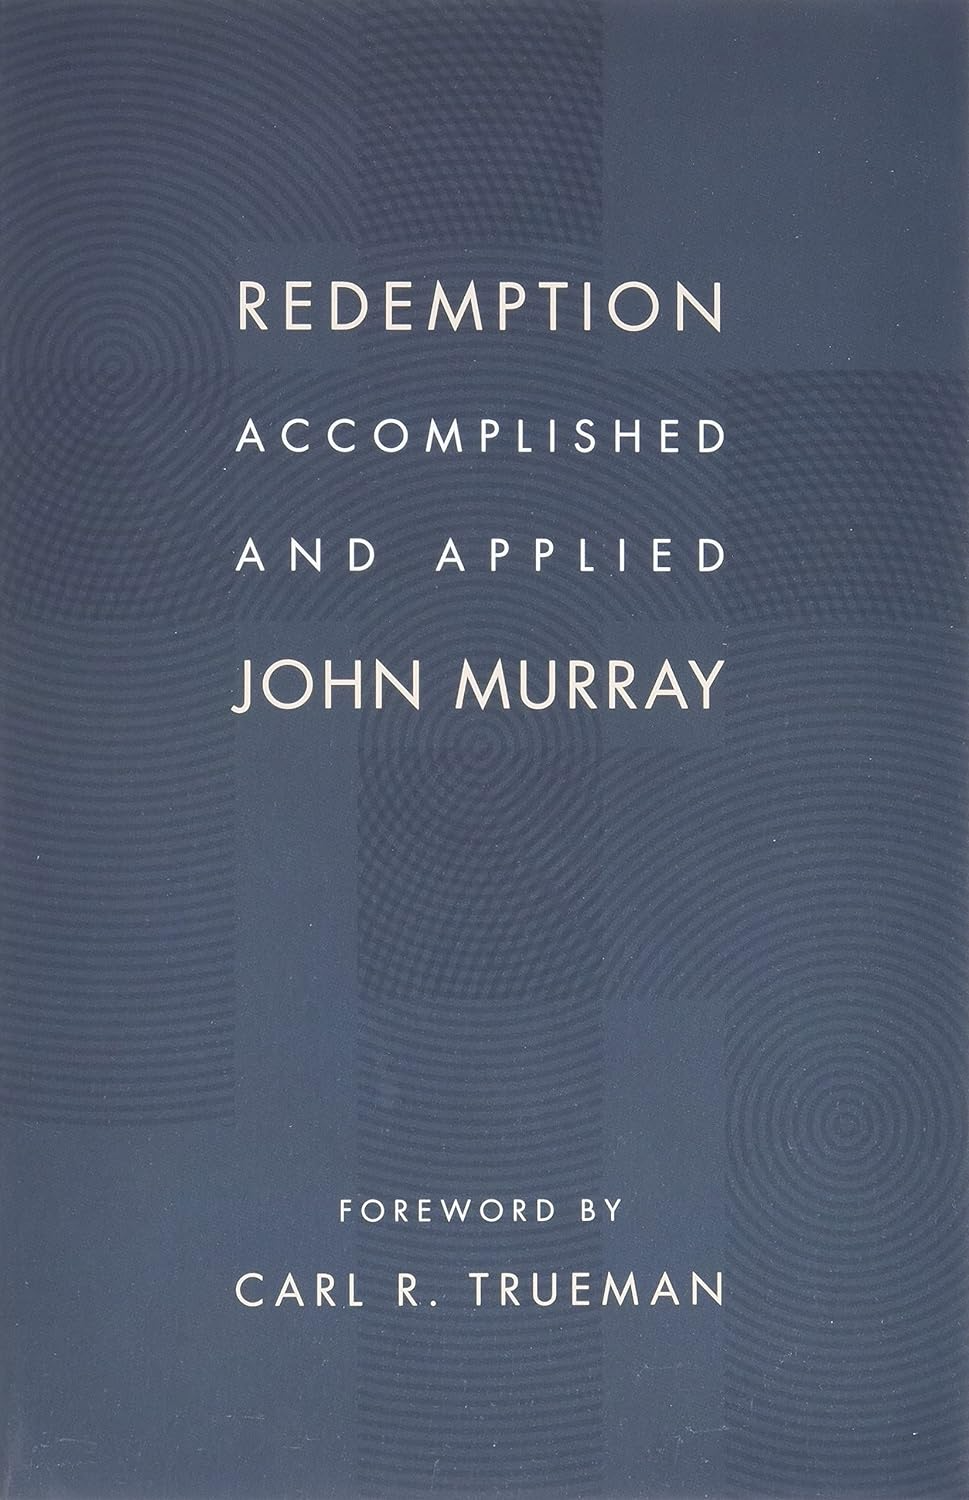 REDEMPTION
ACCOMPLISHED
AND APPLIED
JOHN MURRAY
FOREWORD BY
CARL R. TRUEMAN